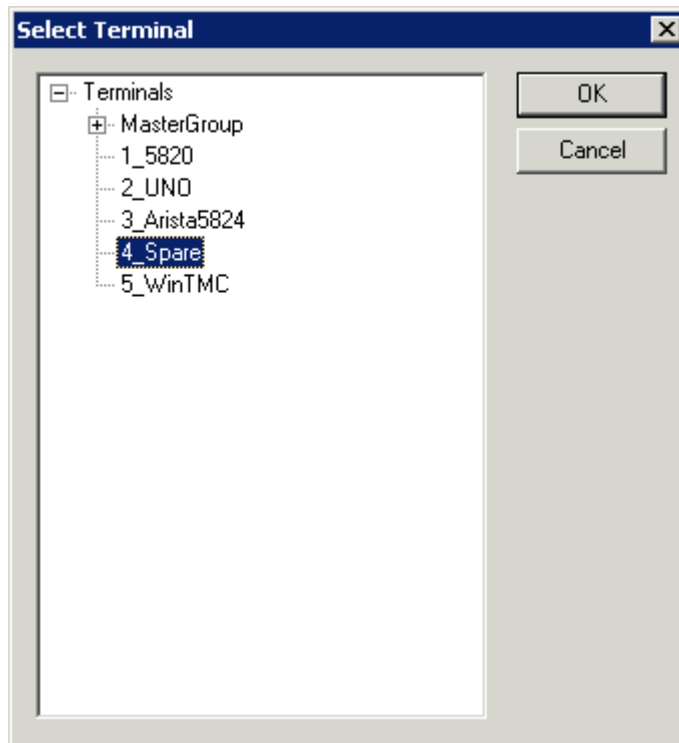 Select Terminal
Terminals
MasterGroup
1_5820
2_UNO
3_Arista5824
4_Spare
5_WinTMC
OK
Cancel